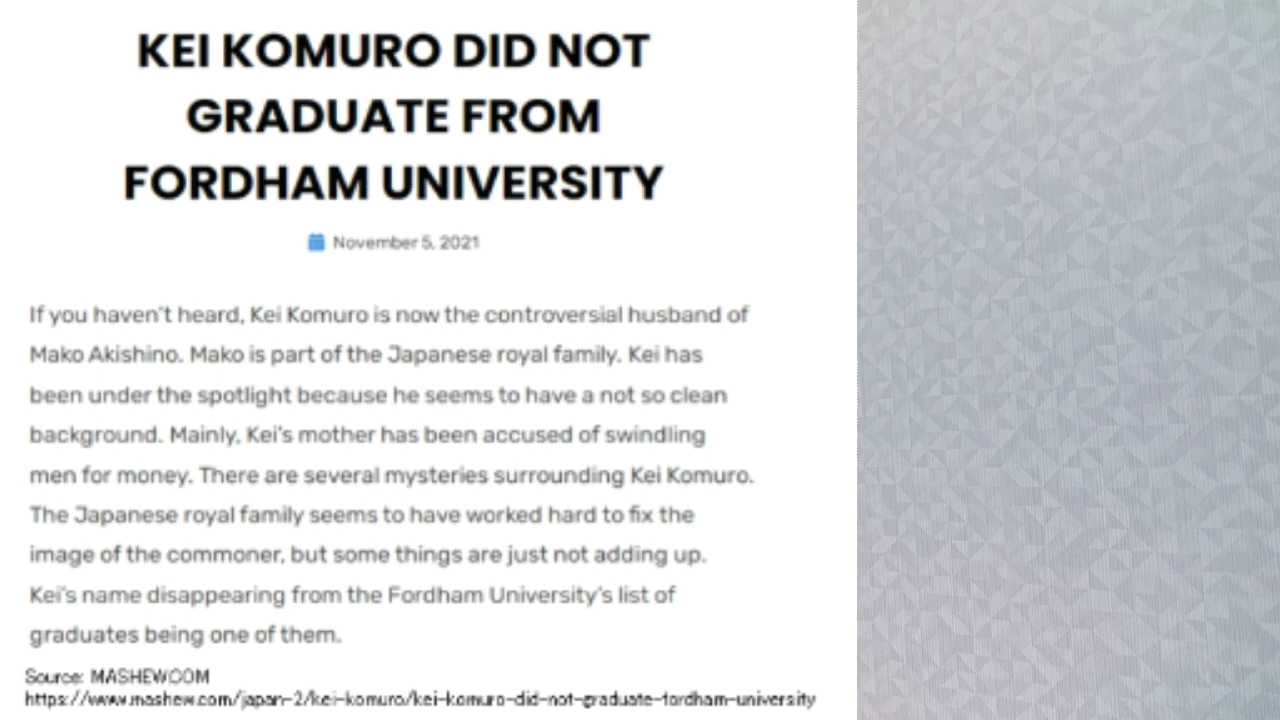 KEI KOMURO DID NOT
GRADUATE FROM
FORDHAM UNIVERSITY
November 5, 2021
If you haven't heard, Kei Komuro is now the controversial husband of
Mako Akishino. Mako is part of the Japanese royal family. Kei has
been under the spotlight because he seems to have a not so clean
background. Mainly, Kei's mother has been accused of swindling
men for money. There are several mysteries surrounding Kei Komuro.
The Japanese royal family seems to have worked hard to fix the
image of the commoner, but some things are just not adding up.
Kei's name disappearing from the Fordham University's list of
graduates being one of them.
Source: MASHEW.COM
https://www.mashew.com/japan-2/kei-komuro/kei-komuro-did-not-graduate-fordham-university